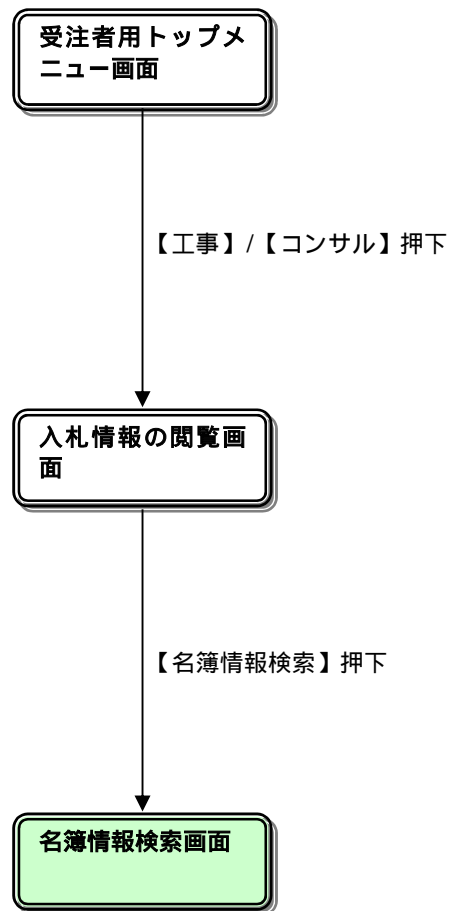 受注者用トップメ
ニュー画面
【工事】/【コンサル】押下
入札情報の閲覧画
面
【名簿情報検索】押下
名簿情報検索画面